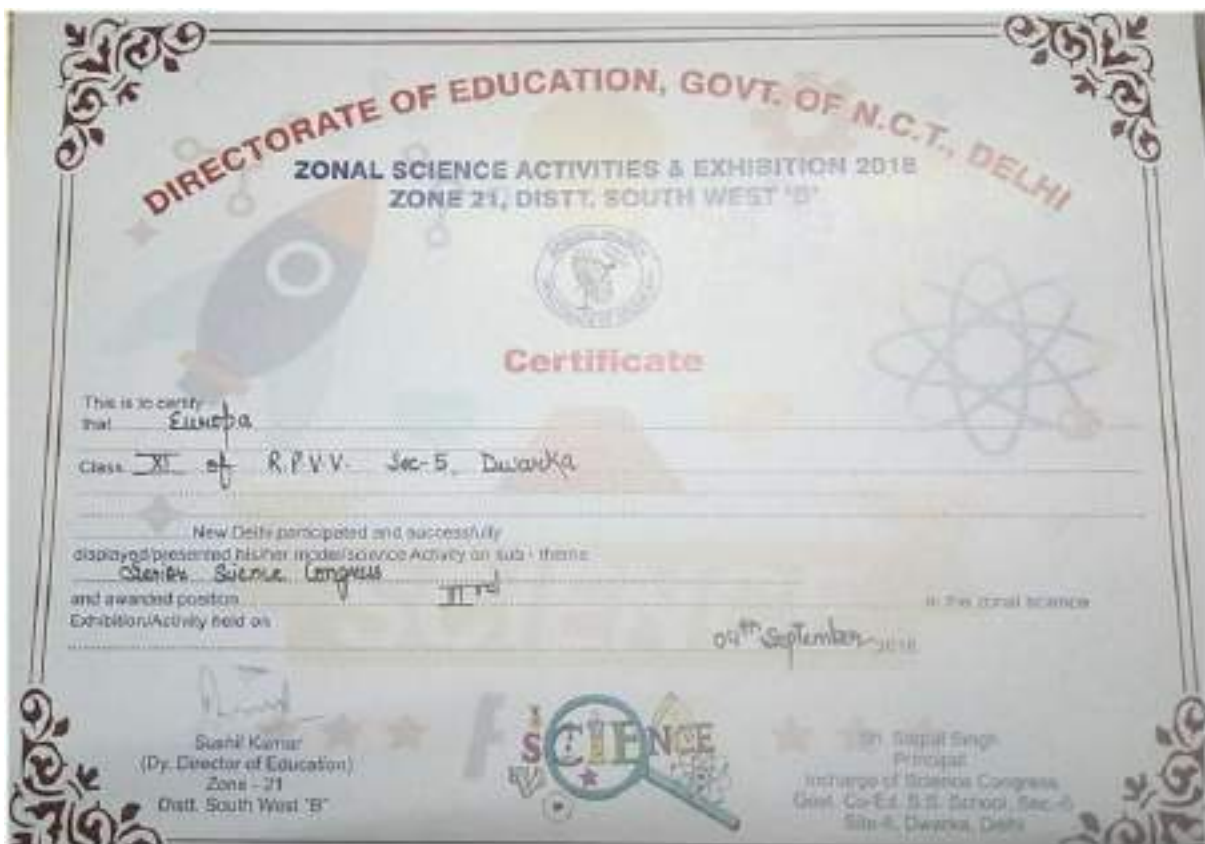 DIRECTORATE OF EDUCATION, GOVT. OF N.C.T., DELHI
ZONAL SCIENCE ACTIVITIES & EXHIBITION 2018
ZONE 21, DISTT. SOUTH WEST "B"
Certificate
This is to certify
that Europa
Class XI of R.P.V.V. Sec-5, Dwarka
New Delhi participated and successfully
displayed/presented his/her model/science Activity on sub - theme
Science Congress
and awarded position in the zonal science
Exhibition/Activity held on
04th September 2018
SCIENCE
Sushil Kumar
(Dy. Director of Education)
Zone - 21
Distt. South West "B"
Sh. Satpal Singh
Principal
Incharge of Science Congress
Govt. Co-Ed. S.S. School, Sec.-6
Site-II, Dwarka, Delhi